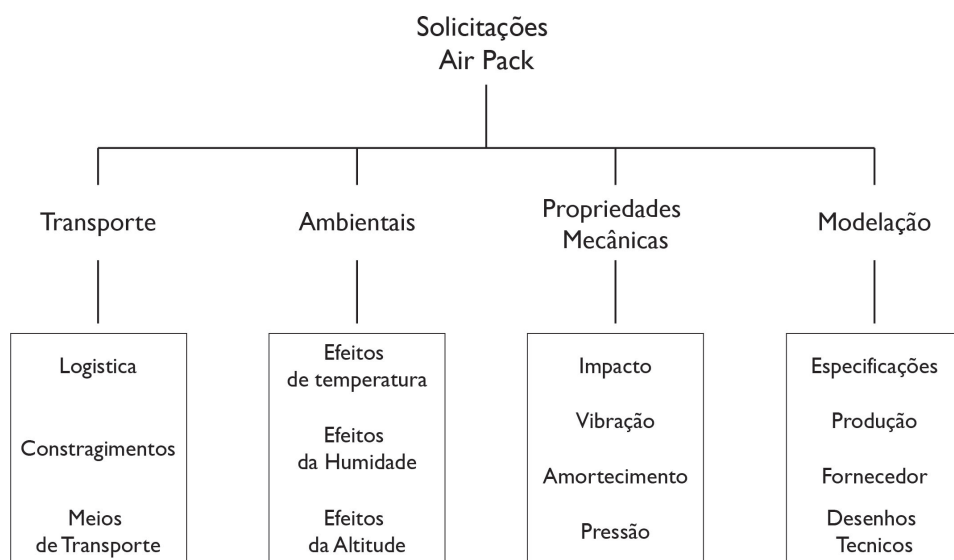 Solicitações
Air Pack
Transporte
Ambientais
Propriedades
Mecânicas
Modelação
Logistica
Constragimentos
Meios
de Transporte
Efeitos
de temperatura
Efeitos
da Humidade
Efeitos
da Altitude
Impacto
Vibração
Amortecimento
Pressão
Especificações
Produção
Fornecedor
Desenhos
Tecnicos